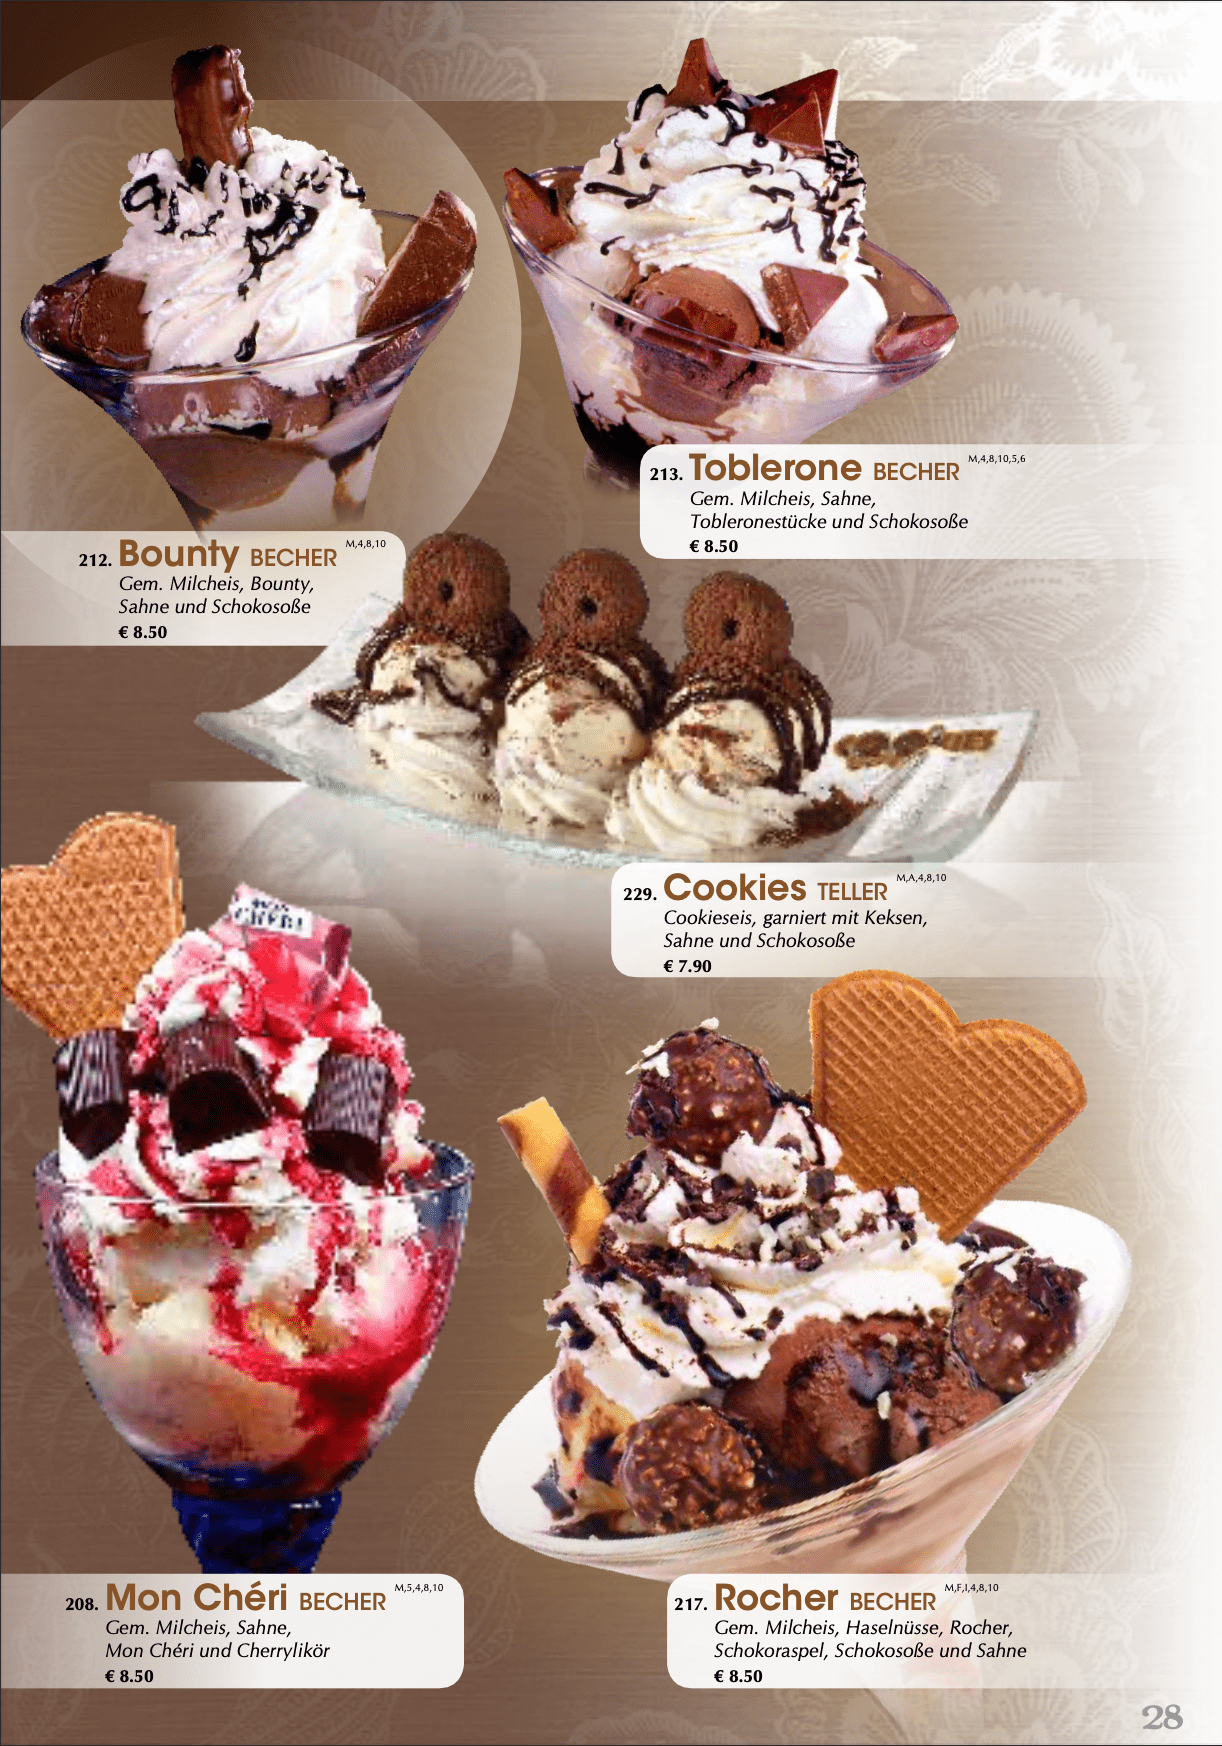 213. Toblerone BECHER M,4,8,10,5,6
Gem. Milcheis, Sahne,
Tobleronestücke und Schokosoße
€ 8.50
212. Bounty BECHER M,4,8,10
Gem. Milcheis, Bounty,
Sahne und Schokosoße
€ 8.50
229. Cookies TELLER M,A,4,8,10
Cookieseis, garniert mit Keksen,
Sahne und Schokosoße
€ 7.90
CHÉRI
208. Mon Chéri BECHER M,5,4,8,10
Gem. Milcheis, Sahne,
Mon Chéri und Cherrylikör
€ 8.50
217. Rocher BECHER M,F,I,4,8,10
Gem. Milcheis, Haselnüsse, Rocher,
Schokoraspel, Schokosoße und Sahne
€ 8.50
28